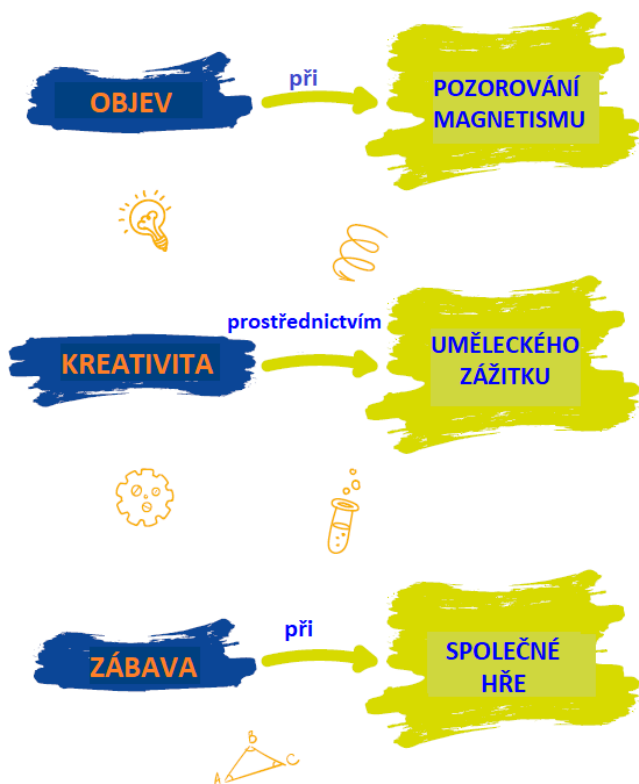 OBJEV
při
POZOROVÁNÍ
MAGNETISMU
prostřednictvím
KREATIVITA
UMĚLECKÉHO
ZÁŽITKU
při
ZÁBAVA
SPOLEČNÉ
HŘE
B
A
C